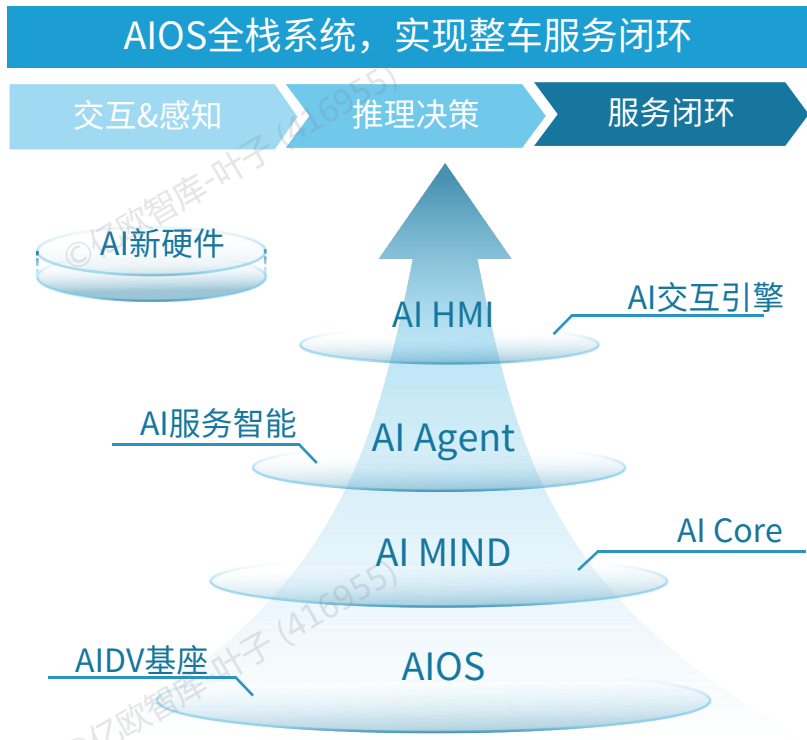 AIOS全栈系统，实现整车服务闭环
交互&感知
推理决策
服务闭环
AI新硬件
AI HMI
AI交互引擎
AI服务智能
AI Agent
AI MIND
AI Core
AIDV基座
AIOS
©亿欧智库-叶子 (416955)
©亿欧智库-叶子 (416955)